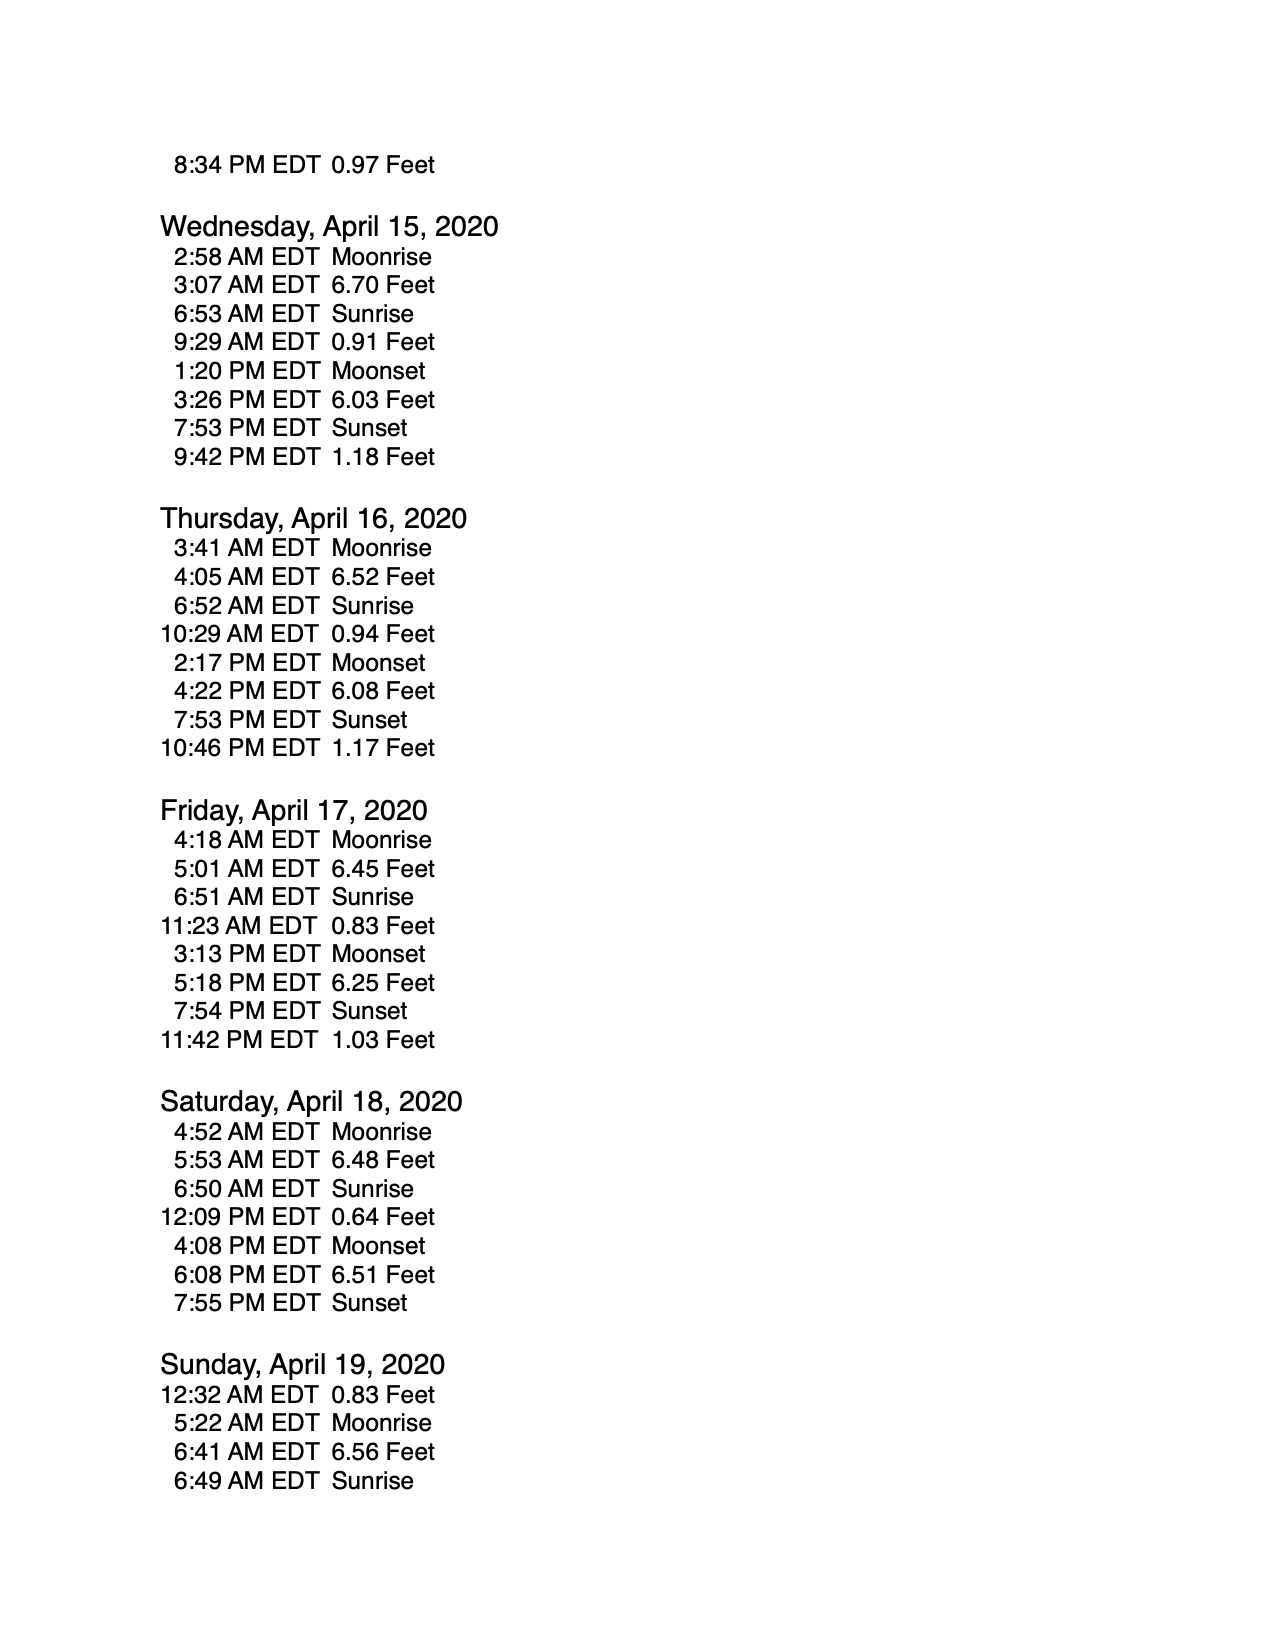 8:34 PM EDT 0.97 Feet
Wednesday, April 15, 2020
2:58 AM EDT Moonrise
3:07 AM EDT 6.70 Feet
6:53 AM EDT Sunrise
9:29 AM EDT 0.91 Feet
1:20 PM EDT Moonset
3:26 PM EDT 6.03 Feet
7:53 PM EDT Sunset
9:42 PM EDT 1.18 Feet
Thursday, April 16, 2020
3:41 AM EDT Moonrise
4:05 AM EDT 6.52 Feet
6:52 AM EDT Sunrise
10:29 AM EDT 0.94 Feet
2:17 PM EDT Moonset
4:22 PM EDT 6.08 Feet
7:53 PM EDT Sunset
10:46 PM EDT 1.17 Feet
Friday, April 17, 2020
4:18 AM EDT Moonrise
5:01 AM EDT 6.45 Feet
6:51 AM EDT Sunrise
11:23 AM EDT 0.83 Feet
3:13 PM EDT Moonset
5:18 PM EDT 6.25 Feet
7:54 PM EDT Sunset
11:42 PM EDT 1.03 Feet
Saturday, April 18, 2020
4:52 AM EDT Moonrise
5:53 AM EDT 6.48 Feet
6:50 AM EDT Sunrise
12:09 PM EDT 0.64 Feet
4:08 PM EDT Moonset
6:08 PM EDT 6.51 Feet
7:55 PM EDT Sunset
Sunday, April 19, 2020
12:32 AM EDT 0.83 Feet
5:22 AM EDT Moonrise
6:41 AM EDT 6.56 Feet
6:49 AM EDT Sunrise